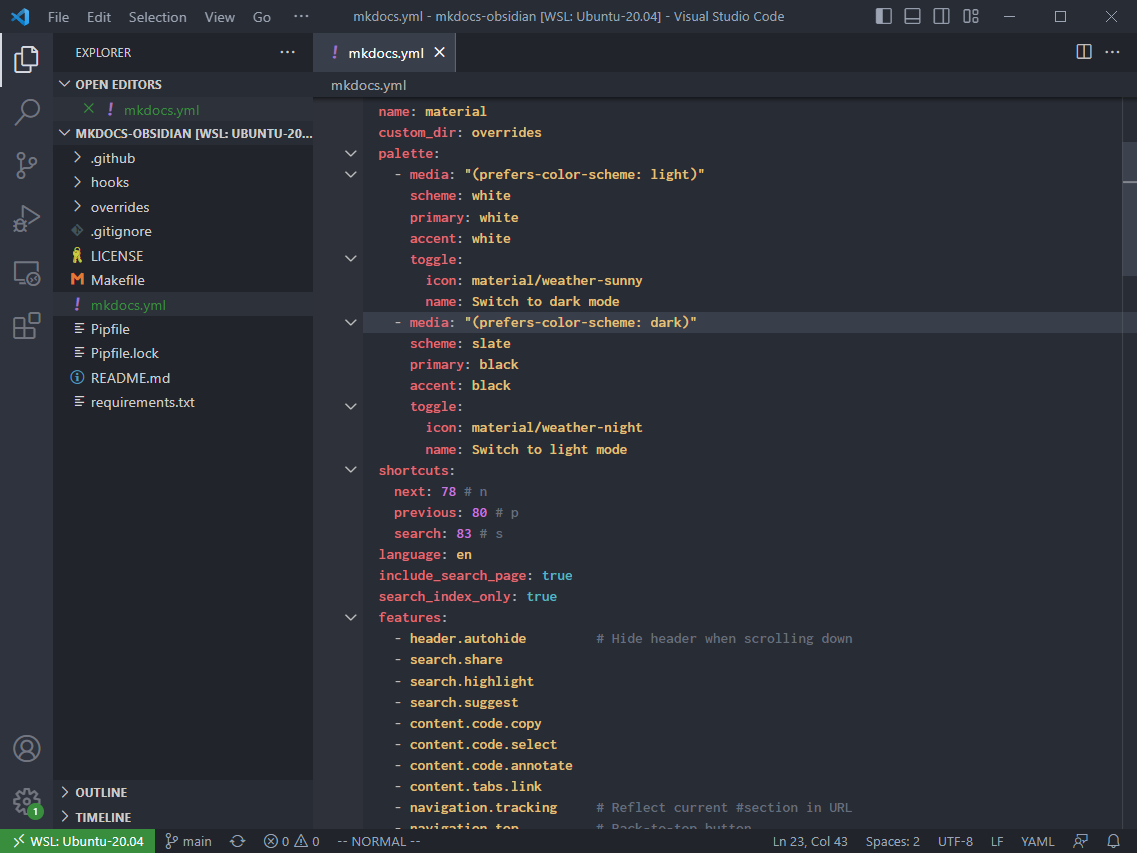 File Edit Selection View Go ··· mkdocs.yml - mkdocs-obsidian [WSL: Ubuntu-20.04] - Visual Studio Code
EXPLORER ···
OPEN EDITORS
! mkdocs.yml
MKDOCS-OBSIDIAN [WSL: UBUNTU-20...
.github
hooks
overrides
.gitignore
LICENSE
M Makefile
! mkdocs.yml
Pipfile
Pipfile.lock
README.md
requirements.txt
OUTLINE
TIMELINE
1
! mkdocs.yml ···
mkdocs.yml
name: material
custom_dir: overrides
palette:
- media: "(prefers-color-scheme: light)"
scheme: white
primary: white
accent: white
toggle:
icon: material/weather-sunny
name: Switch to dark mode
- media: "(prefers-color-scheme: dark)"
scheme: slate
primary: black
accent: black
toggle:
icon: material/weather-night
name: Switch to light mode
shortcuts:
next: 78 # n
previous: 80 # p
search: 83 # s
language: en
include_search_page: true
search_index_only: true
features:
- header.autohide # Hide header when scrolling down
- search.share
- search.highlight
- search.suggest
- content.code.copy
- content.code.select
- content.code.annotate
- content.tabs.link
- navigation.tracking # Reflect current #section in URL
- navigation.top # Back-to-top button
WSL: Ubuntu-20.04 main 0 0 -- NORMAL -- Ln 23, Col 43 Spaces: 2 UTF-8 LF YAML